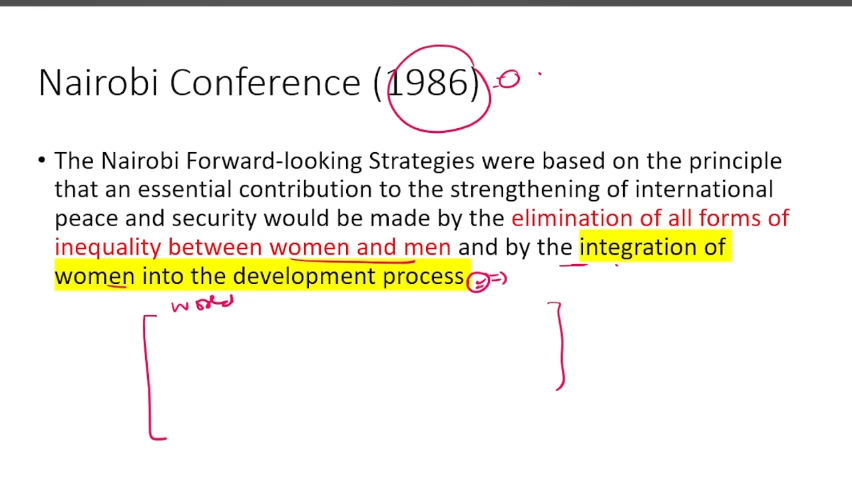 Nairobi Conference (1986)
• The Nairobi Forward-looking Strategies were based on the principle
that an essential contribution to the strengthening of international
peace and security would be made by the elimination of all forms of
inequality between women and men and by the integration of
women into the development process
world